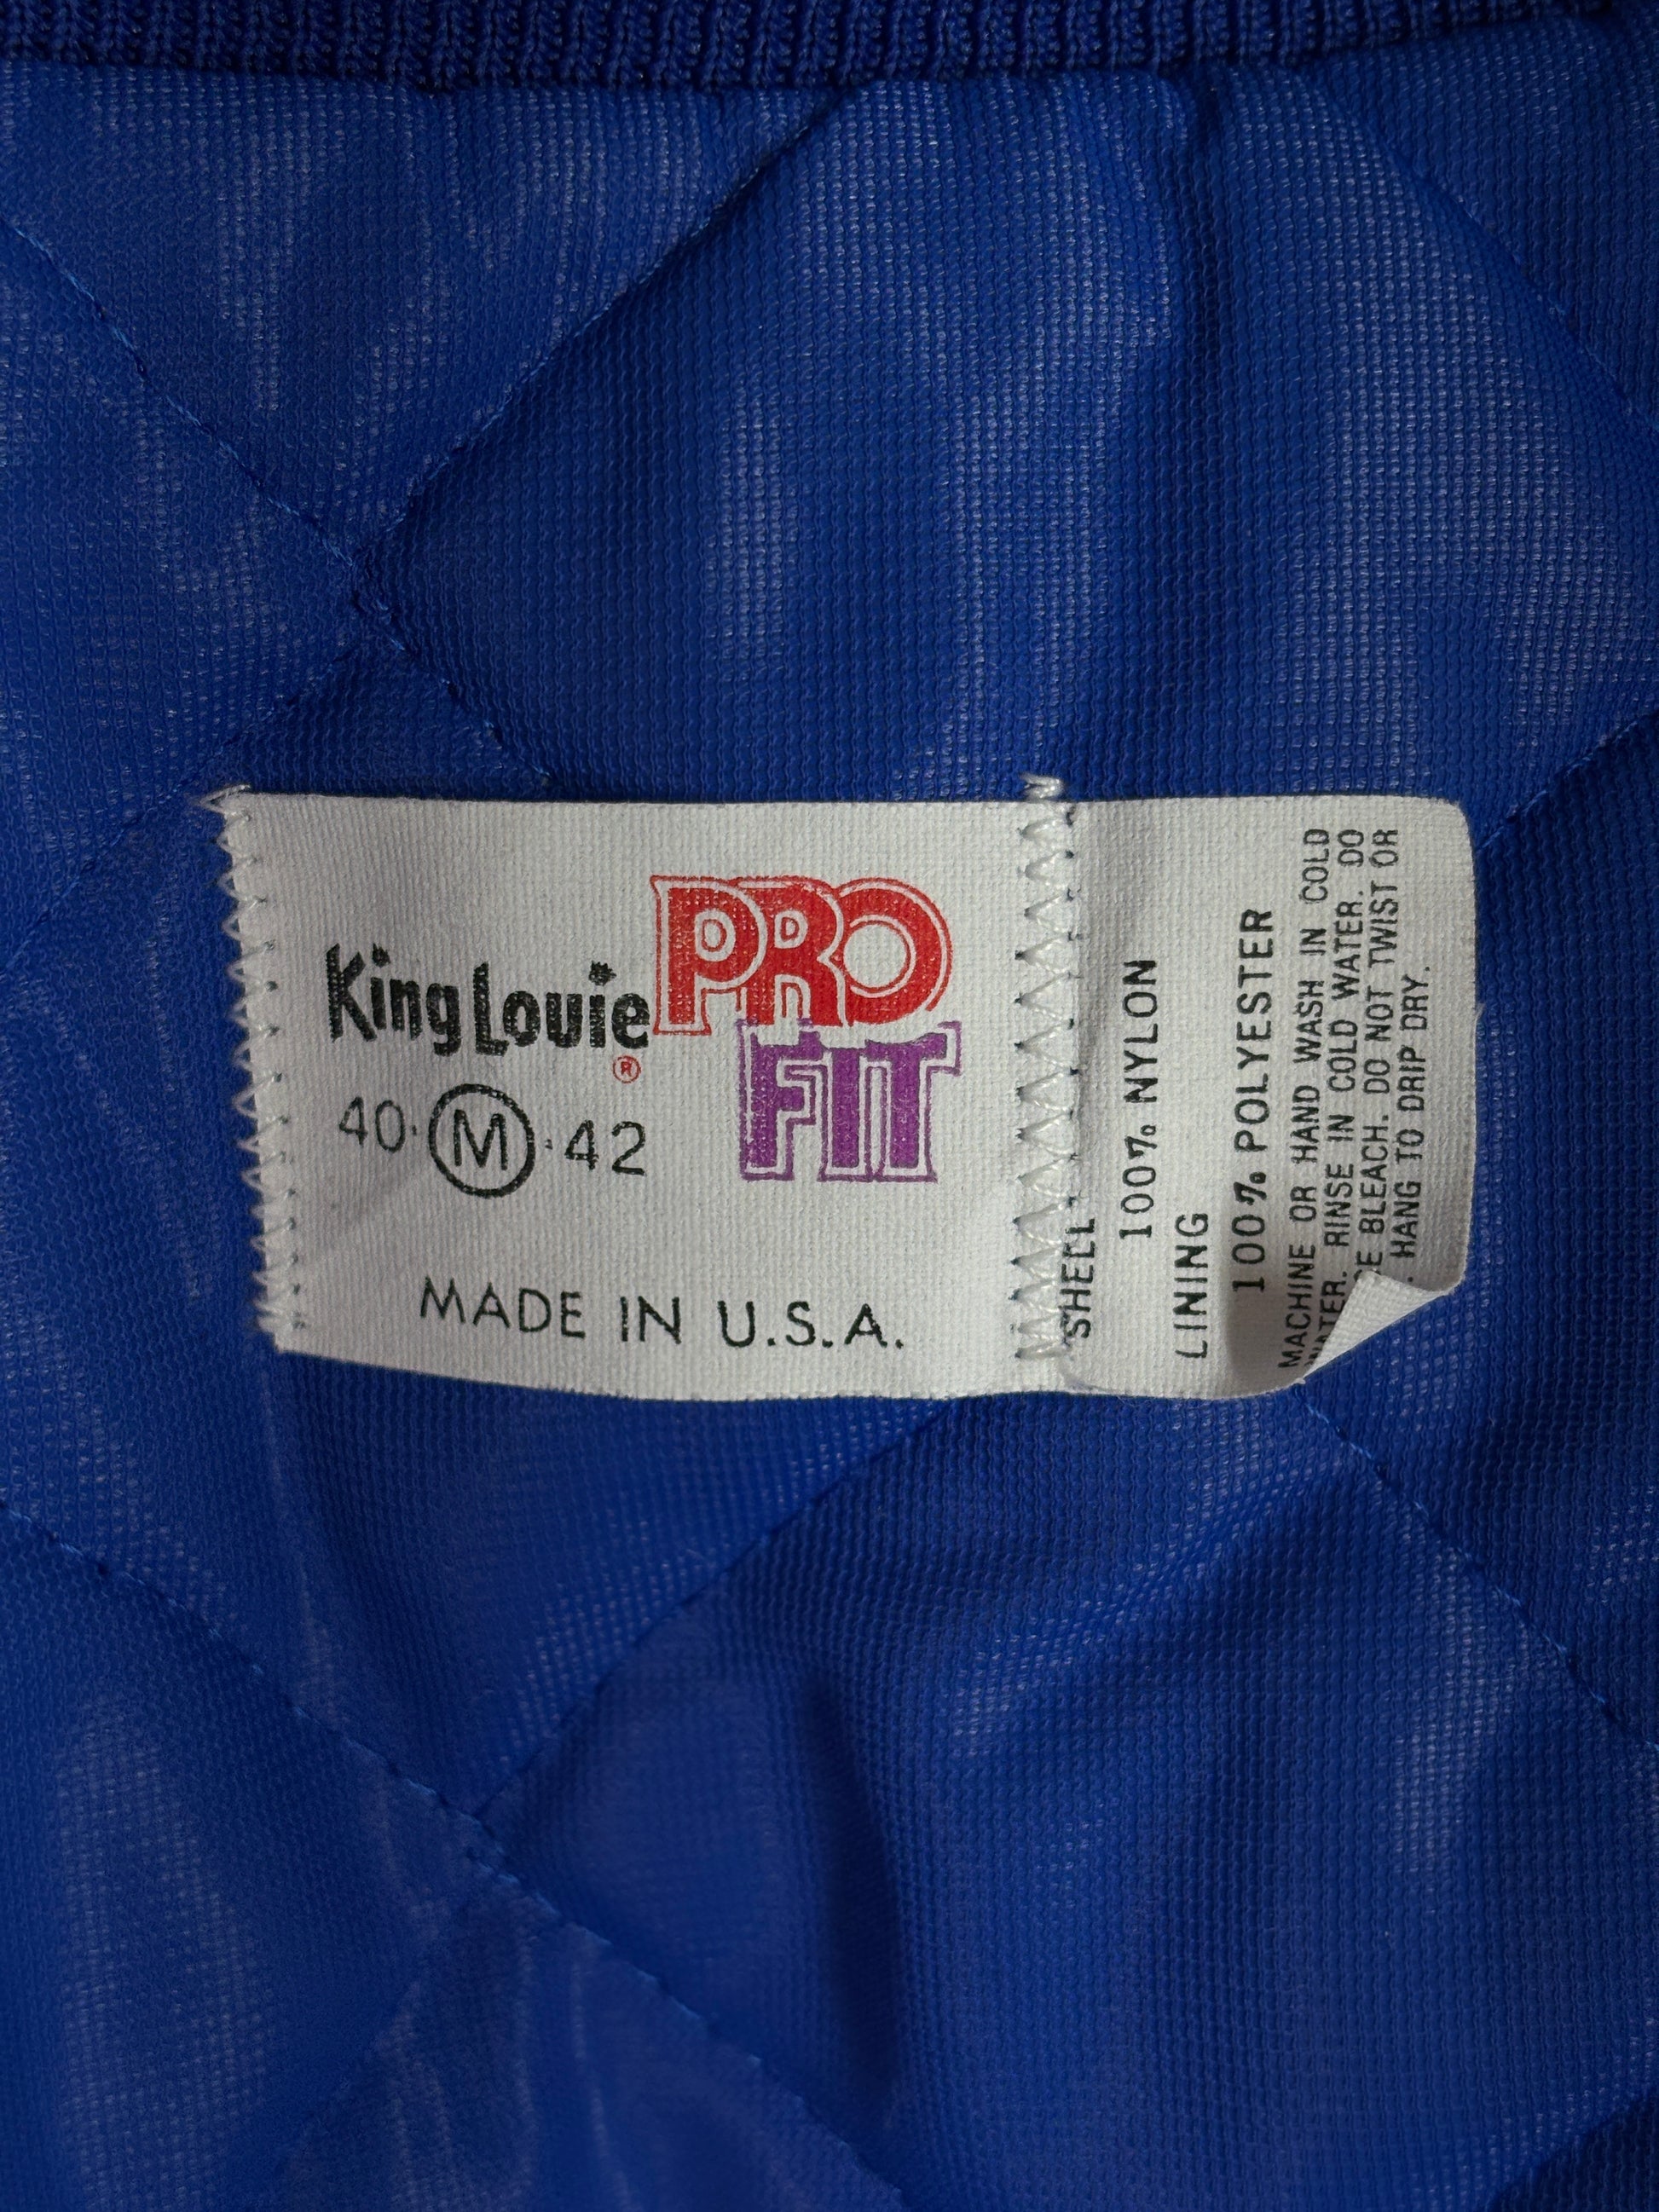 King Louie PRO FIT
®
40·M·42
MADE IN U.S.A.
SHELL
100% NYLON
LINING
100% POLYESTER
MACHINE OR HAND WASH IN COLD
WATER. RINSE IN COLD WATER. DO
BLEACH. DO NOT TWIST OR
HANG TO DRIP DRY.